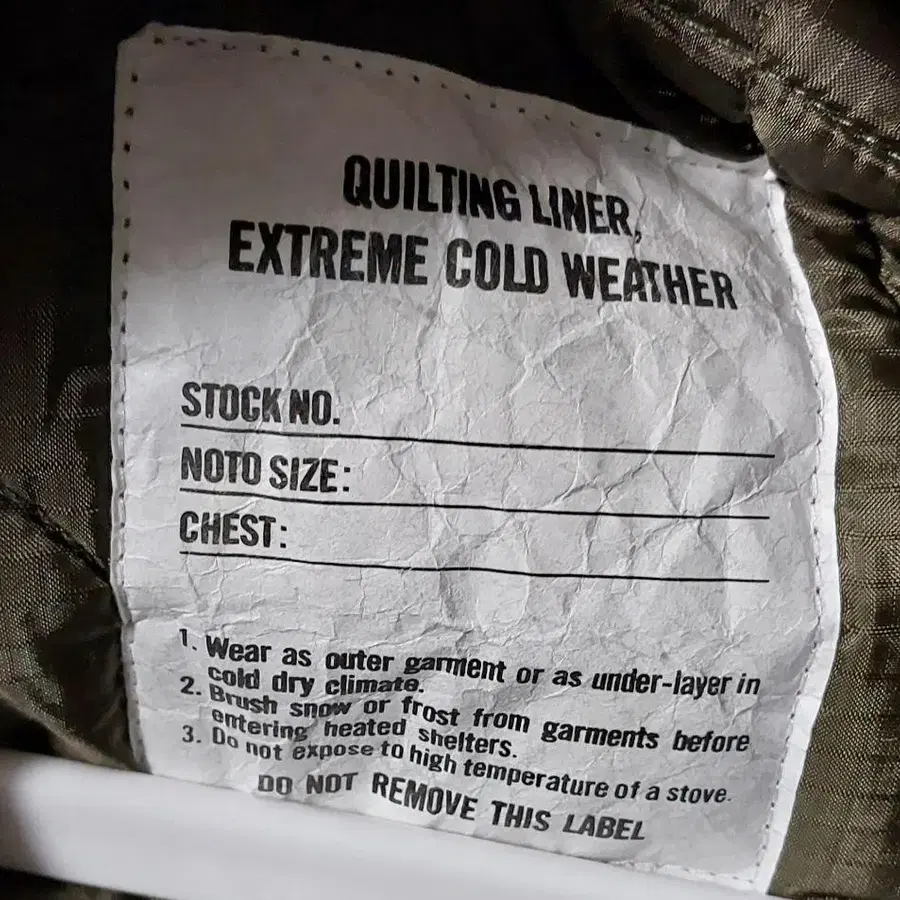 QUILTING LINER,
EXTREME COLD WEATHER
STOCK NO.
NOTO SIZE:
CHEST:
1. Wear as outer garment or as under-layer in
cold dry climate.
2. Brush snow or frost from garments before
entering heated shelters.
3. Do not expose to high temperature of a stove.
DO NOT REMOVE THIS LABEL